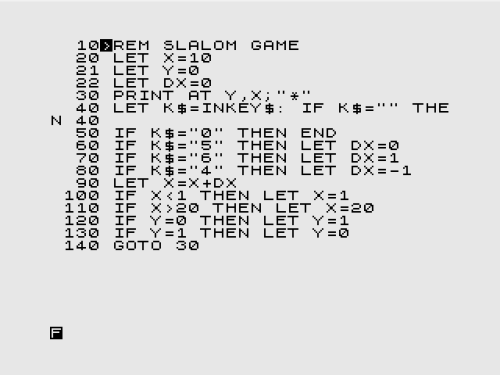 10>REM SLALOM GAME
20 LET X=10
21 LET Y=0
22 LET DX=0
30 PRINT AT Y,X;"*"
40 LET K$=INKEY$: IF K$="" THE
N 40
50 IF K$="0" THEN END
60 IF K$="5" THEN LET DX=0
70 IF K$="6" THEN LET DX=1
80 IF K$="4" THEN LET DX=-1
90 LET X=X+DX
100 IF X<1 THEN LET X=1
110 IF X>20 THEN LET X=20
120 IF Y=0 THEN LET Y=1
130 IF Y=1 THEN LET Y=0
140 GOTO 30
F